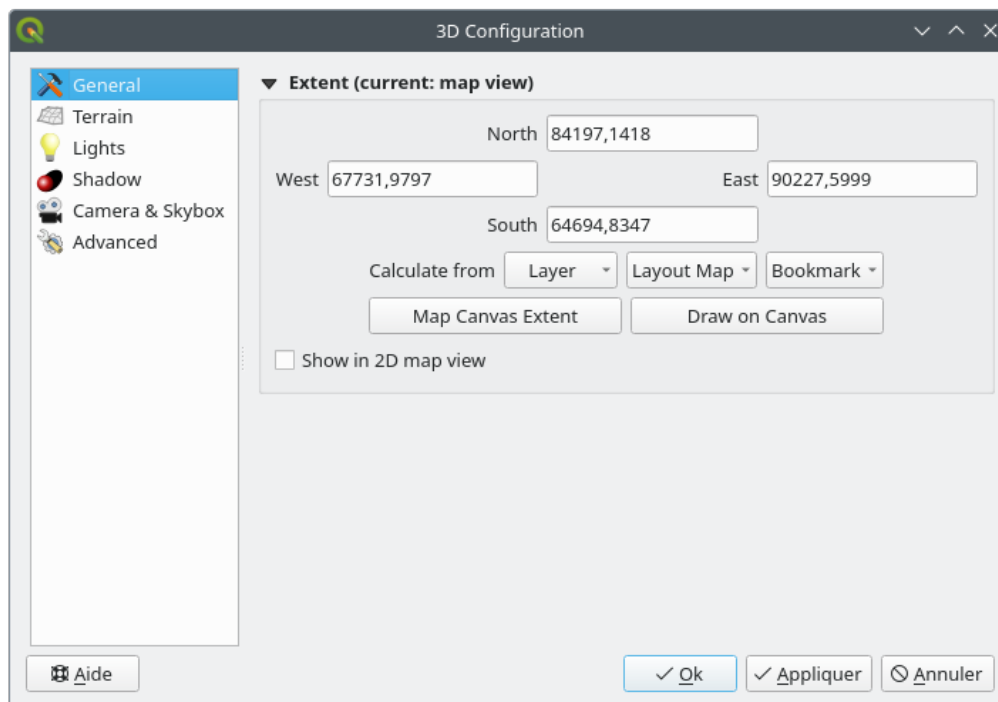 3D Configuration
General
Terrain
Lights
Shadow
Camera & Skybox
Advanced
Extent (current: map view)
North 84197,1418
West 67731,9797 East 90227,5999
South 64694,8347
Calculate from Layer Layout Map Bookmark
Map Canvas Extent Draw on Canvas
Show in 2D map view
Aide Ok Appliquer Annuler